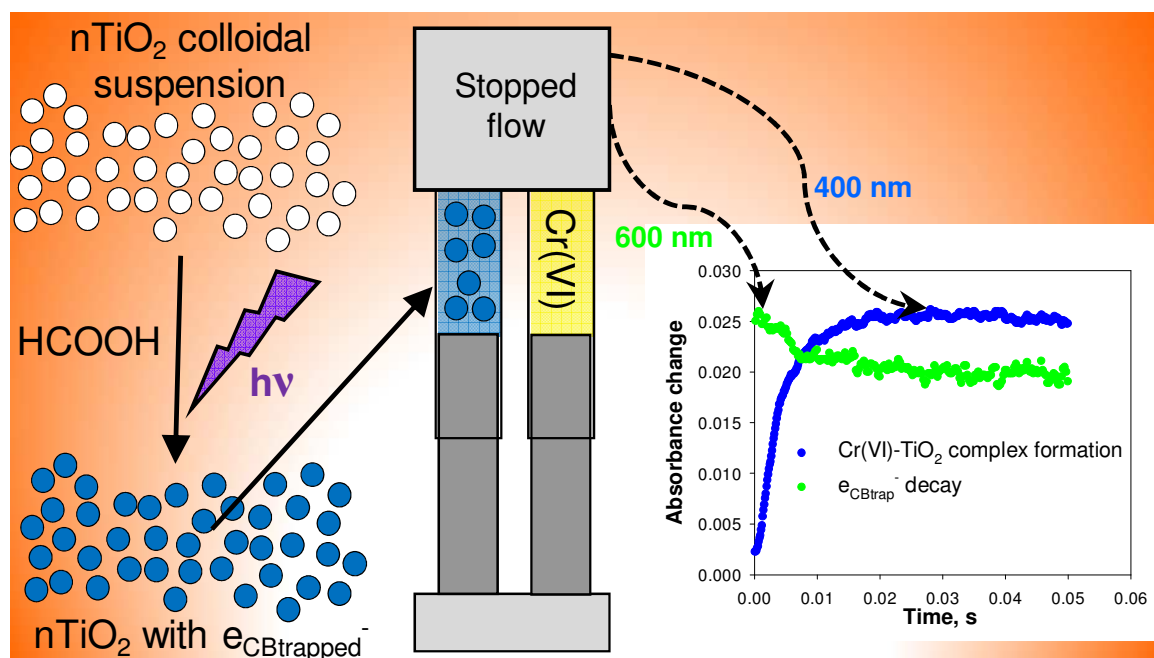 nTiO₂ colloidal
suspension
HCOOH
hν
nTiO₂ with e_CBtrapped⁻
Stopped
flow
Cr(VI)
400 nm
600 nm
0.030
0.025
0.020
0.015
0.010
0.005
0.000
Absorbance change
Cr(VI)-TiO₂ complex formation
e_CBtrap⁻ decay
0.00 0.01 0.02 0.03 0.04 0.05 0.06
Time, s